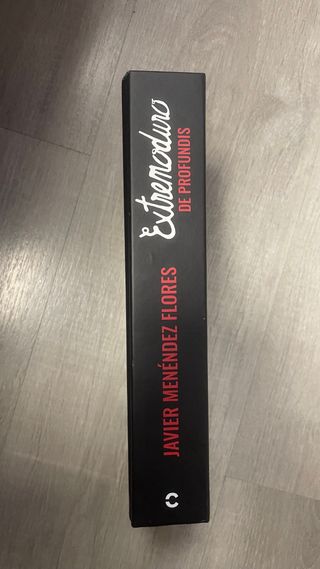 Extremoduro
DE PROFUNDIS
JAVIER MENÉNDEZ FLORES